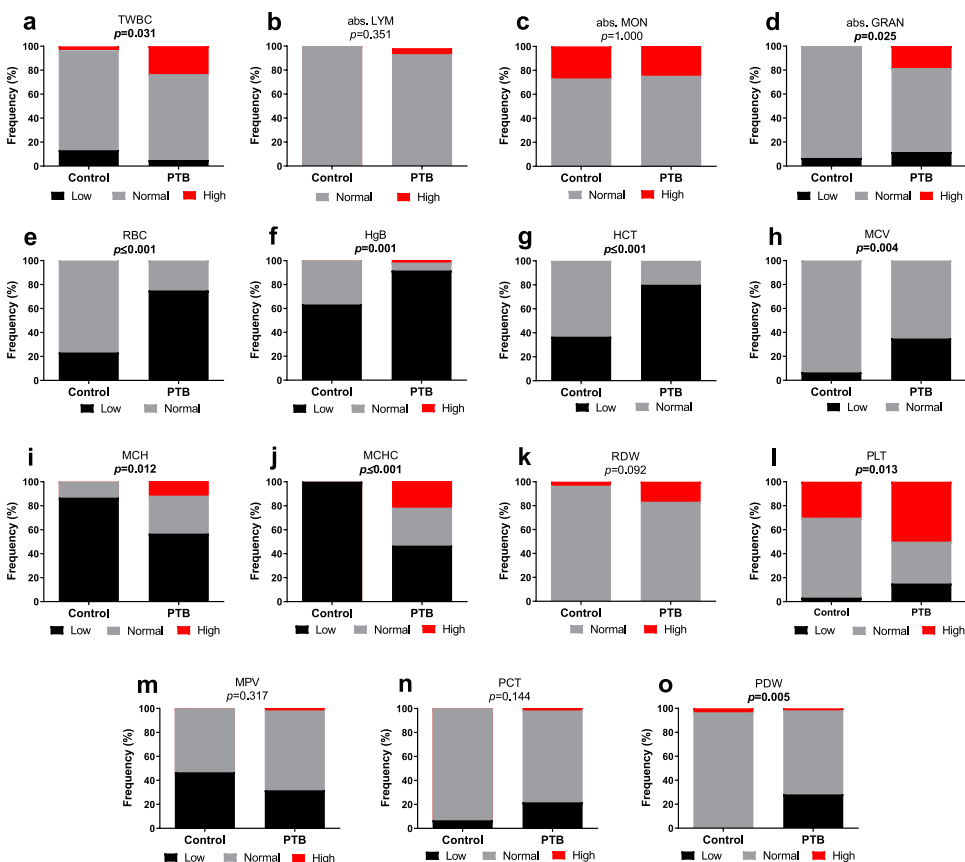 a TWBC
p=0.031
Frequency (%)
100
80
60
40
20
0
Control PTB
Low Normal High
b abs. LYM
p=0.351
Frequency (%)
100
80
60
40
20
0
Control PTB
Normal High
c abs. MON
p=1.000
Frequency (%)
100
80
60
40
20
0
Control PTB
Normal High
d abs. GRAN
p=0.025
Frequency (%)
100
80
60
40
20
0
Control PTB
Low Normal High
e RBC
p≤0.001
Frequency (%)
100
80
60
40
20
0
Control PTB
Low Normal
f HgB
p=0.001
Frequency (%)
100
80
60
40
20
0
Control PTB
Low Normal High
g HCT
p≤0.001
Frequency (%)
100
80
60
40
20
0
Control PTB
Low Normal
h MCV
p=0.004
Frequency (%)
100
80
60
40
20
0
Control PTB
Low Normal
i MCH
p=0.012
Frequency (%)
100
80
60
40
20
0
Control PTB
Low Normal High
j MCHC
p≤0.001
Frequency (%)
100
80
60
40
20
0
Control PTB
Low Normal High
k RDW
p=0.092
Frequency (%)
100
80
60
40
20
0
Control PTB
Normal High
l PLT
p=0.013
Frequency (%)
100
80
60
40
20
0
Control PTB
Low Normal High
m MPV
p=0.317
Frequency (%)
100
80
60
40
20
0
Control PTB
Low Normal High
n PCT
p=0.144
Frequency (%)
100
80
60
40
20
0
Control PTB
Low Normal High
o PDW
p=0.005
Frequency (%)
100
80
60
40
20
0
Control PTB
Low Normal High